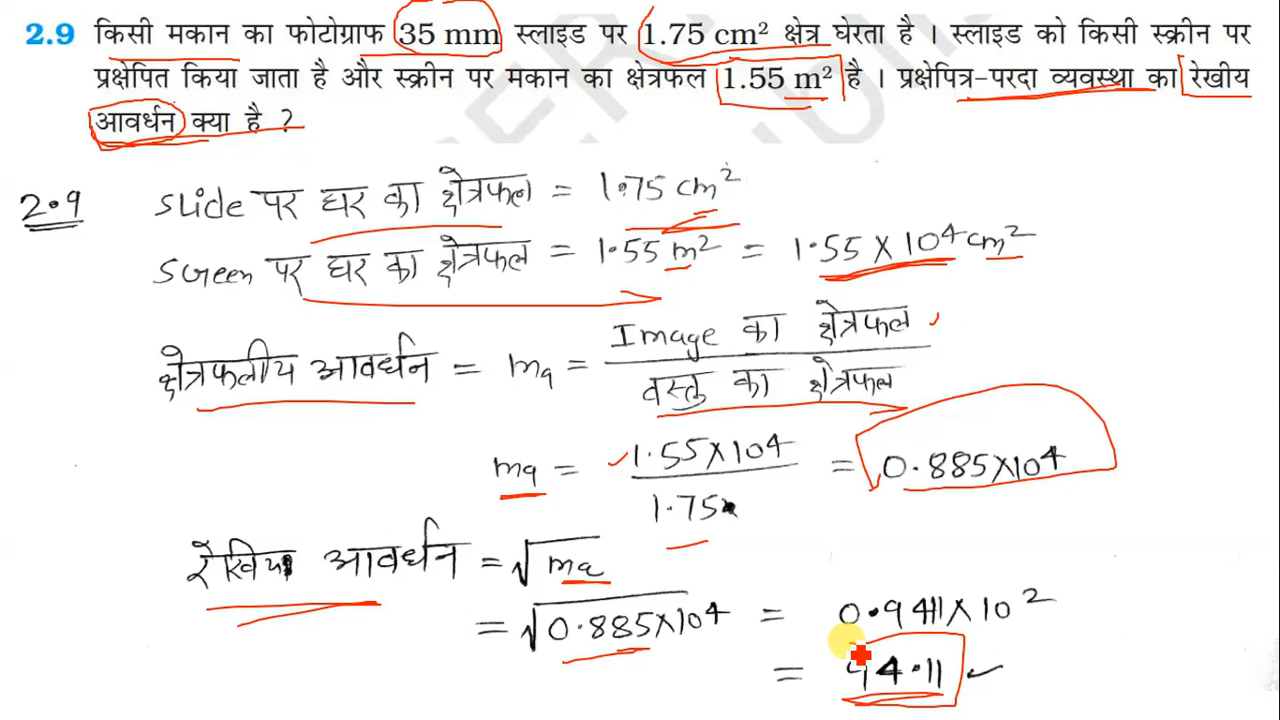 2.9 किसी मकान का फोटोग्राफ 35 mm स्लाइड पर 1.75 cm² क्षेत्र घेरता है । स्लाइड को किसी स्क्रीन पर
प्रक्षेपित किया जाता है और स्क्रीन पर मकान का क्षेत्रफल 1.55 m² है । प्रक्षेपित्र-परदा व्यवस्था का रेखीय
आवर्धन क्या है ?
2.9 Slide पर घर का क्षेत्रफल = 1.75 cm²
Screen पर घर का क्षेत्रफल = 1.55 m² = 1.55 × 10⁴ cm²
क्षेत्रफलीय आवर्धन = ma = Image का क्षेत्रफल
वस्तु का क्षेत्रफल
ma = 1.55×10⁴ = 0.885×10⁴
1.75
रेखिय आवर्धन = √ma
= √0.885×10⁴ = 0.9411×10²
= 94.11